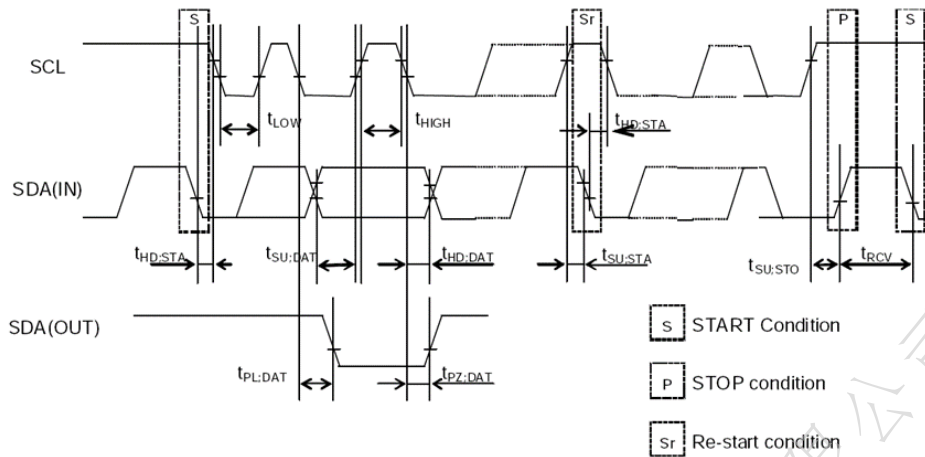 S Sr P S
SCL
tLOW tHIGH tHD;STA
SDA(IN)
tHD;STA tSU;DAT tHD;DAT tSU;STA tSU;STO tRCV
SDA(OUT)
S START Condition
tPL;DAT tPZ;DAT
P STOP condition
Sr Re-start condition
公